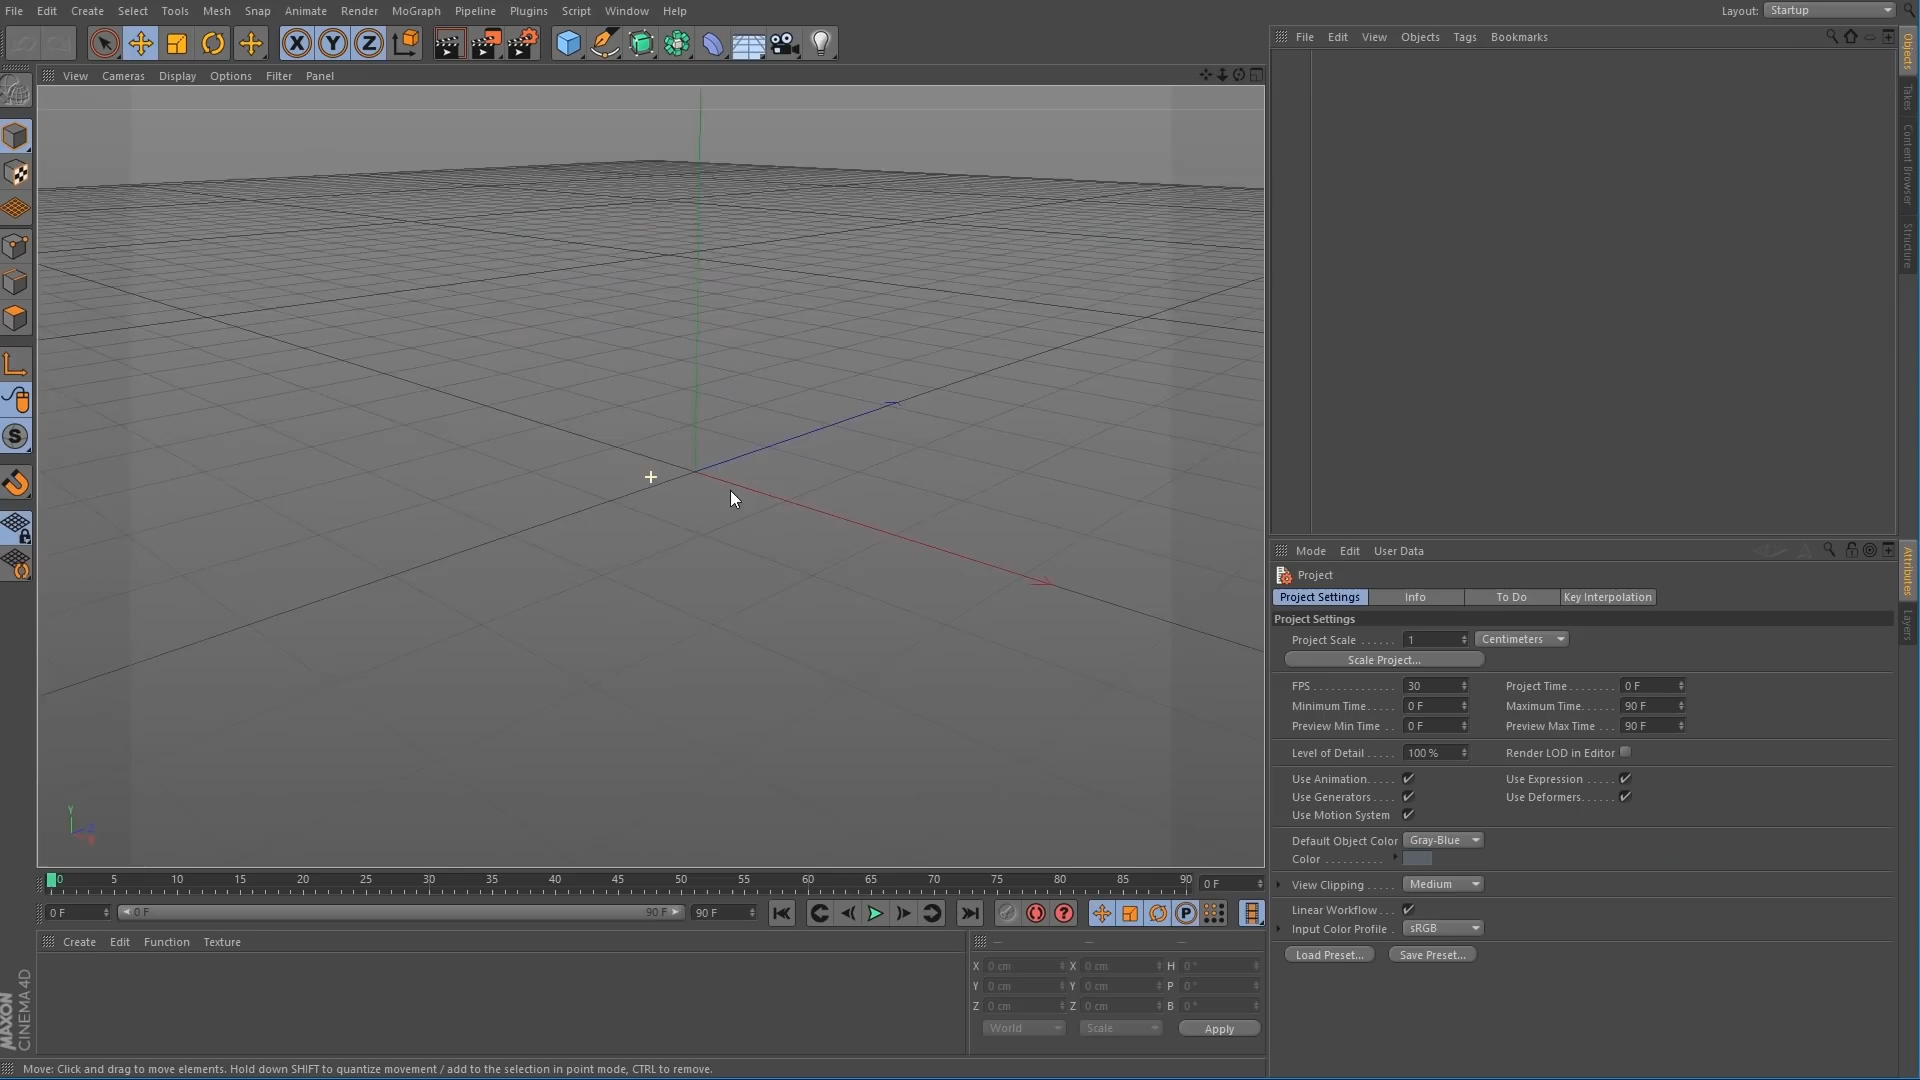 File Edit Create Select Tools Mesh Snap Animate Render MoGraph Pipeline Plugins Script Window Help
Layout: Startup
X Y Z
File Edit View Objects Tags Bookmarks
View Cameras Display Options Filter Panel
Objects
Takes
Content Browser
Structure
S
Y
Z
X
0 5 10 15 20 25 30 35 40 45 50 55 60 65 70 75 80 85 90
0 F
0 F
0 F
90 F
90 F
P
Create Edit Function Texture
X 0 cm X 0 cm H 0 °
Y 0 cm Y 0 cm P 0 °
Z 0 cm Z 0 cm B 0 °
World Scale Apply
Mode Edit User Data
Attributes
Layers
Project
Project Settings Info To Do Key Interpolation
Project Settings
Project Scale . . . . . . 1 Centimeters
Scale Project...
FPS . . . . . . . . . . . . . . 30 Project Time . . . . . . . . 0 F
Minimum Time. . . . . 0 F Maximum Time. . . . . . 90 F
Preview Min Time . . 0 F Preview Max Time . . . 90 F
Level of Detail . . . . . 100 % Render LOD in Editor
Use Animation. . . . . Use Expression . . . . . .
Use Generators . . . . Use Deformers. . . . . .
Use Motion System
Default Object Color Gray-Blue
Color . . . . . . . . . .
View Clipping . . . . . Medium
Linear Workflow . . .
Input Color Profile . sRGB
Load Preset... Save Preset...
MAXON
CINEMA 4D
Move: Click and drag to move elements. Hold down SHIFT to quantize movement / add to the selection in point mode, CTRL to remove.